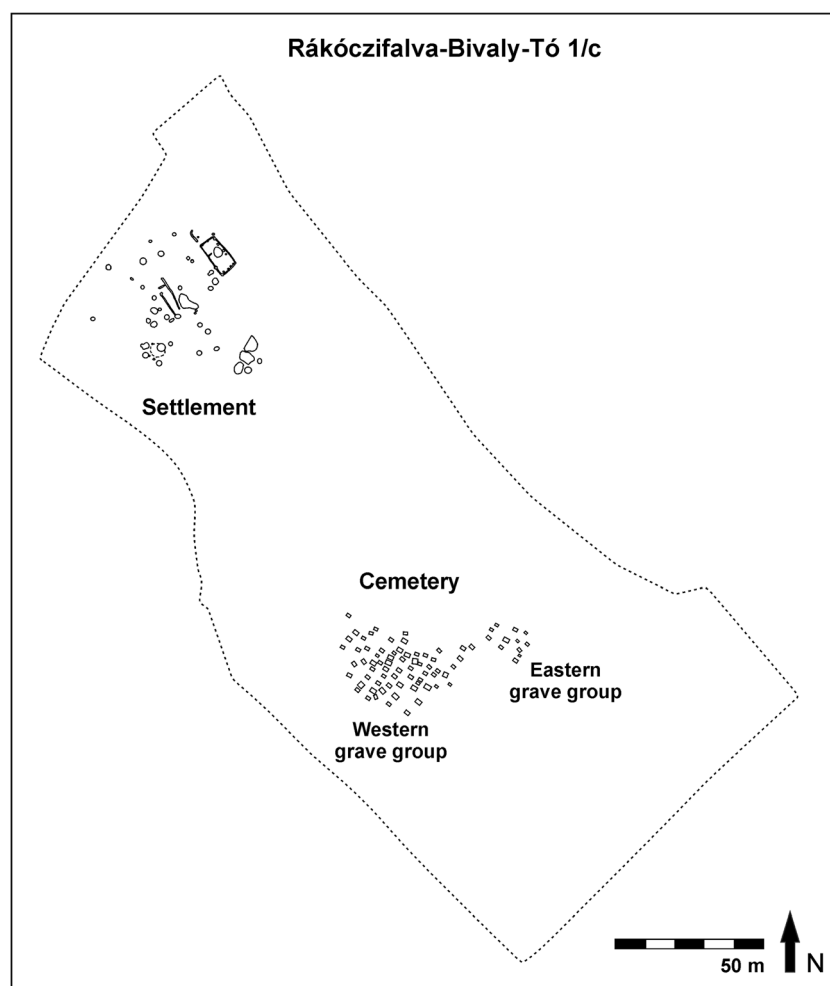 Rákóczifalva-Bivaly-Tó 1/c
Settlement
Cemetery
Eastern
grave group
Western
grave group
50 m
N